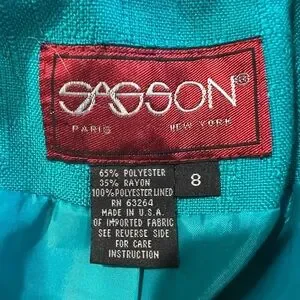 SAGSON®
PARIS NEW YORK
65% POLYESTER
35% RAYON
100% POLYESTER LINED
RN 63264
MADE IN U.S.A.
OF IMPORTED FABRIC
SEE REVERSE SIDE
FOR CARE
INSTRUCTION
8